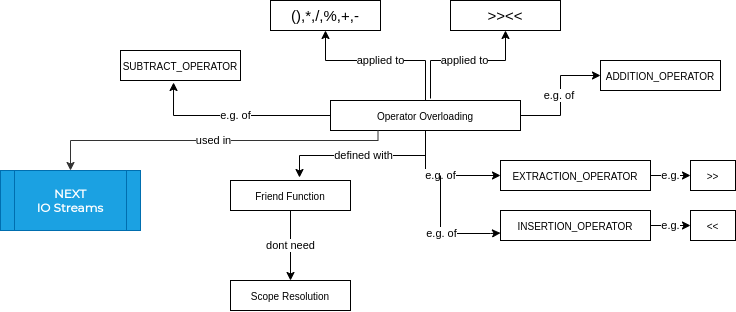 (),*,/,%,+,-
>><<
applied to
applied to
SUBTRACT_OPERATOR
ADDITION_OPERATOR
e.g. of
e.g. of
Operator Overloading
used in
defined with
NEXT
IO Streams
Friend Function
e.g. of
EXTRACTION_OPERATOR
e.g.
>>
e.g. of
INSERTION_OPERATOR
e.g.
<<
dont need
Scope Resolution